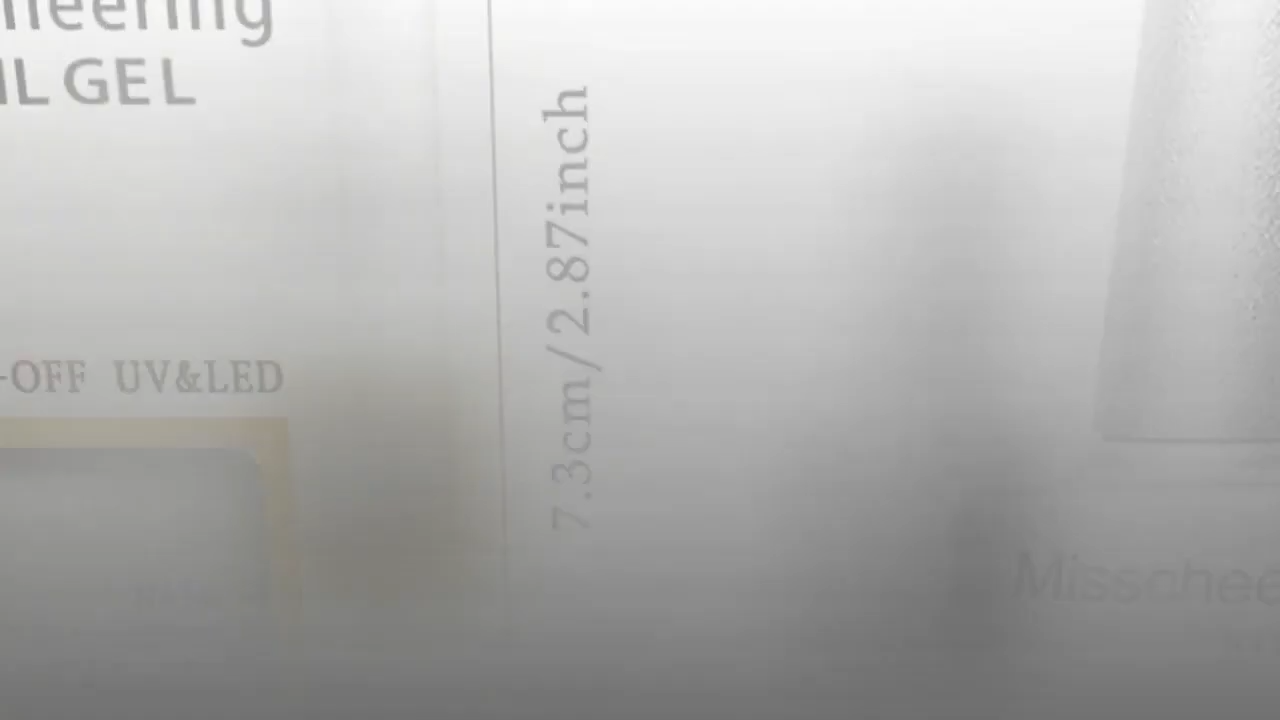 neering
IL GEL
-OFF UV&LED
7.3cm/2.87inch
Misschee